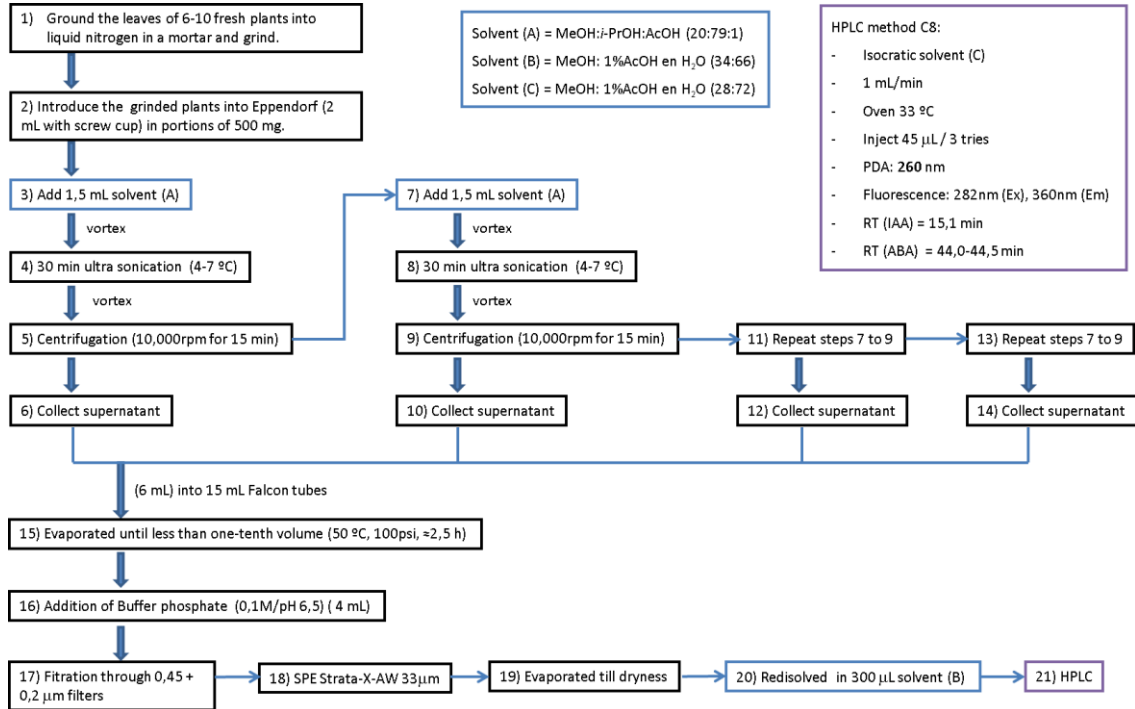 1) Ground the leaves of 6-10 fresh plants into
liquid nitrogen in a mortar and grind.
2) Introduce the grinded plants into Eppendorf (2
mL with screw cup) in portions of 500 mg.
3) Add 1,5 mL solvent (A)
vortex
4) 30 min ultra sonication (4-7 ºC)
vortex
5) Centrifugation (10,000rpm for 15 min)
6) Collect supernatant
Solvent (A) = MeOH:i-PrOH:AcOH (20:79:1)
Solvent (B) = MeOH: 1%AcOH en H₂O (34:66)
Solvent (C) = MeOH: 1%AcOH en H₂O (28:72)
HPLC method C8:
- Isocratic solvent (C)
- 1 mL/min
- Oven 33 ºC
- Inject 45 µL / 3 tries
- PDA: 260 nm
- Fluorescence: 282nm (Ex), 360nm (Em)
- RT (IAA) = 15,1 min
- RT (ABA) = 44,0-44,5 min
7) Add 1,5 mL solvent (A)
vortex
8) 30 min ultra sonication (4-7 ºC)
vortex
9) Centrifugation (10,000rpm for 15 min)
10) Collect supernatant
11) Repeat steps 7 to 9
12) Collect supernatant
13) Repeat steps 7 to 9
14) Collect supernatant
(6 mL) into 15 mL Falcon tubes
15) Evaporated until less than one-tenth volume (50 ºC, 100psi, ≈2,5 h)
16) Addition of Buffer phosphate (0,1M/pH 6,5) ( 4 mL)
17) Fitration through 0,45 +
0,2 µm filters
18) SPE Strata-X-AW 33µm
19) Evaporated till dryness
20) Redisolved in 300 µL solvent (B)
21) HPLC